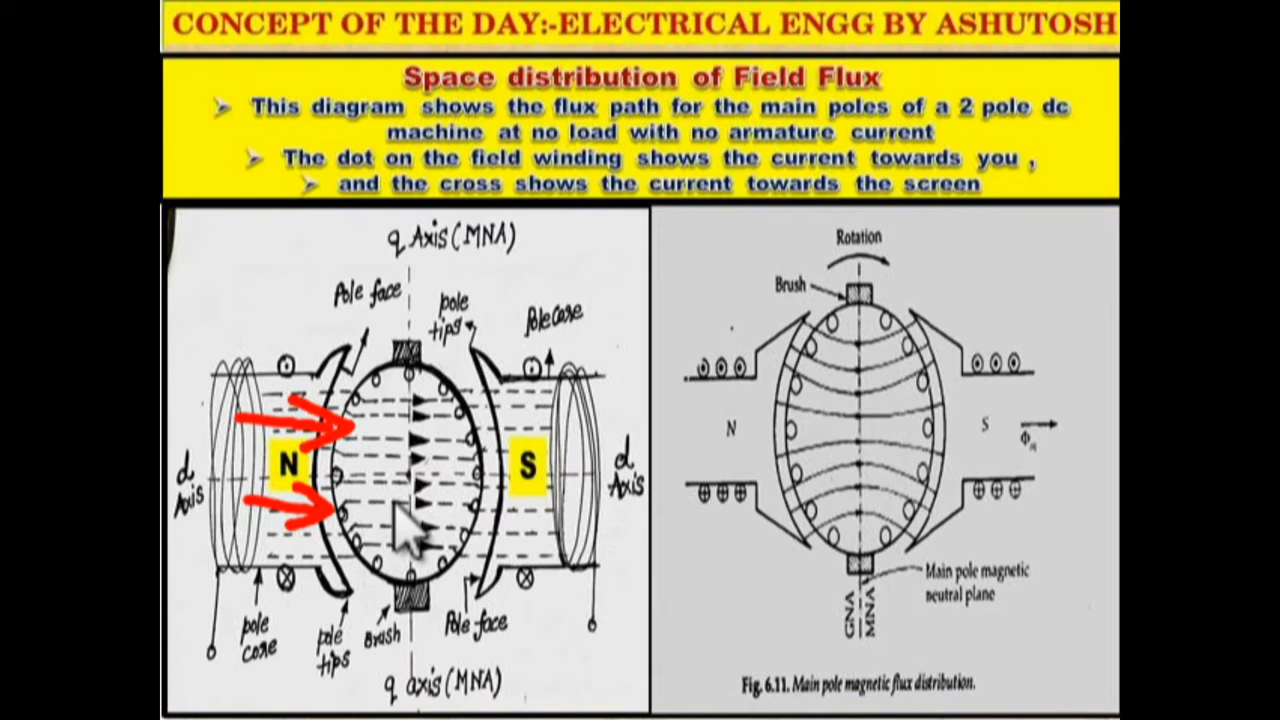 CONCEPT OF THE DAY:-ELECTRICAL ENGG BY ASHUTOSH
Space distribution of Field Flux
➢ This diagram shows the flux path for the main poles of a 2 pole dc
machine at no load with no armature current
➢ The dot on the field winding shows the current towards you ,
➢ and the cross shows the current towards the screen
q Axis (MNA)
Pole face
pole
tips
Pole Core
N
S
d
Axis
d
Axis
pole
core
pole
tips
Brush
Pole face
q axis (MNA)
Rotation
Brush
N
S
Main pole magnetic
neutral plane
GNA
MNA
Fig. 6.11. Main pole magnetic flux distribution.